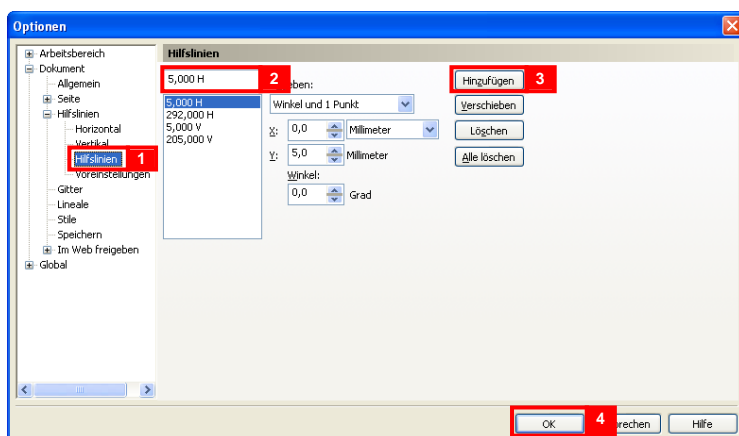 Optionen
Arbeitsbereich
Dokument
Allgemein
Seite
Hilfslinien
Horizontal
Vertikal
Hilfslinien 1
Voreinstellungen
Gitter
Lineale
Stile
Speichern
Im Web freigeben
Global
Hilfslinien
5,000 H 2
5,000 H
292,000 H
5,000 V
205,000 V
eben:
Winkel und 1 Punkt
X: 0,0 Millimeter
Y: 5,0 Millimeter
Winkel:
0,0 Grad
Hinzufügen 3
Verschieben
Löschen
Alle löschen
OK 4 rechen Hilfe